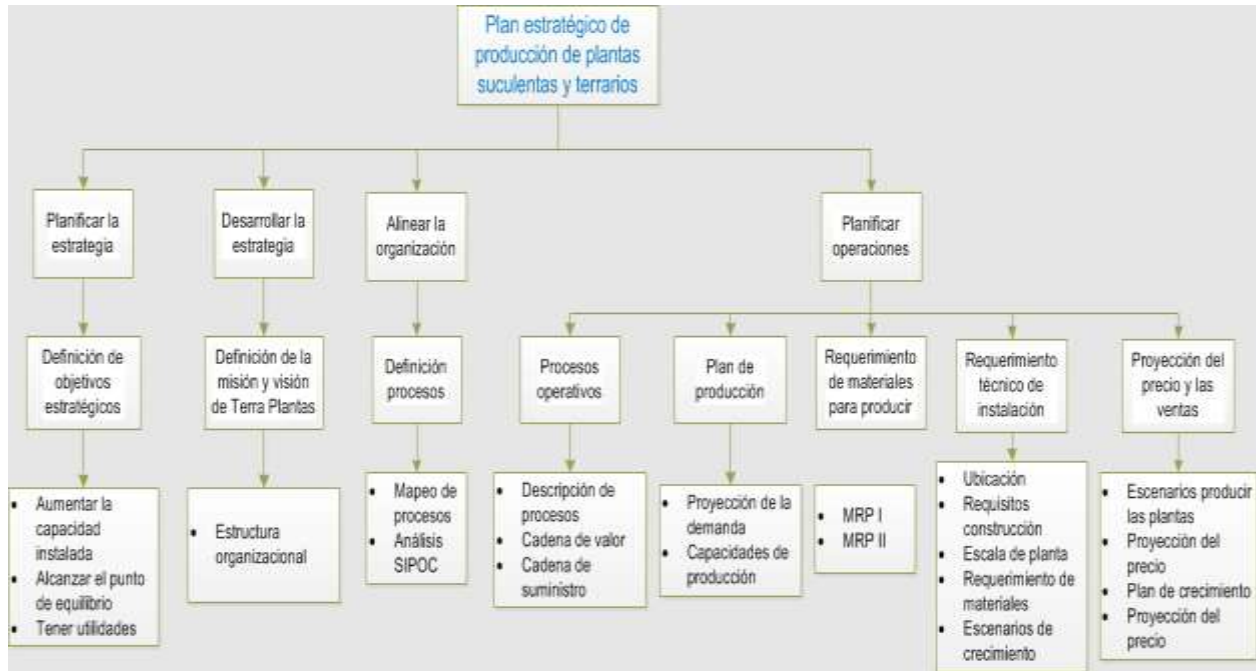 Plan estratégico de
producción de plantas
suculentas y terrarios
Planificar la
estrategia
Desarrollar la
estrategia
Alinear la
organización
Planificar
operaciones
Definición de
objetivos
estratégicos
Definición de la
misión y visión
de Terra Plantas
Definición
procesos
Procesos
operativos
Plan de
producción
Requerimiento
de materiales
para producir
Requerimiento
técnico de
instalación
Proyección del
precio y las
ventas
• Aumentar la
capacidad
instalada
• Alcanzar el punto
de equilibrio
• Tener utilidades
• Estructura
organizacional
• Mapeo de
procesos
• Análisis
SIPOC
• Descripción de
procesos
• Cadena de valor
• Cadena de
suministro
• Proyección de la
demanda
• Capacidades de
producción
• MRP I
• MRP II
• Ubicación
• Requisitos
construcción
• Escala de planta
• Requerimiento de
materiales
• Escenarios de
crecimiento
• Escenarios producir
las plantas
• Proyección del
precio
• Plan de crecimiento
• Proyección del
precio